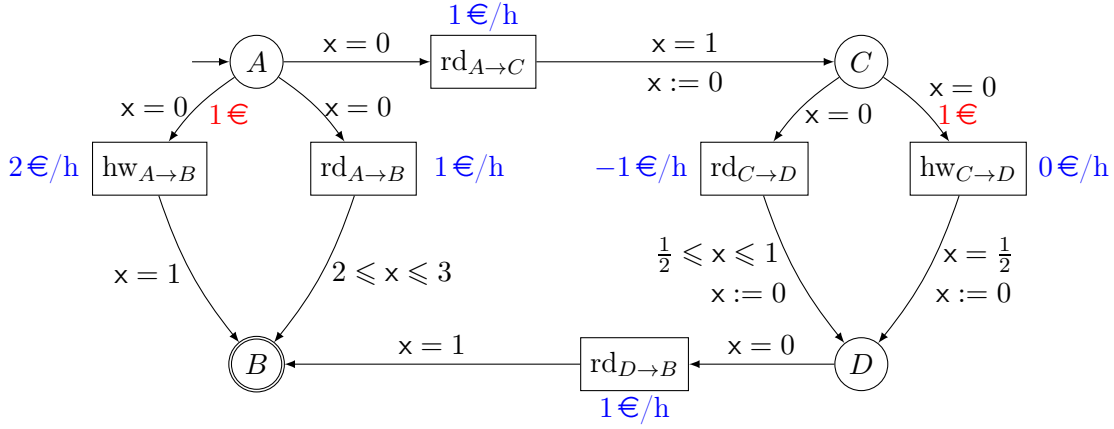 1 €/h
A
x = 0
rd_{A→C}
x = 1
x := 0
C
x = 0
1 €
x = 0
x = 0
x = 0
1 €
2 €/h
hw_{A→B}
rd_{A→B}
1 €/h
−1 €/h
rd_{C→D}
hw_{C→D}
0 €/h
x = 1
2 ⩽ x ⩽ 3
1/2 ⩽ x ⩽ 1
x := 0
x = 1/2
x := 0
B
x = 1
rd_{D→B}
x = 0
D
1 €/h